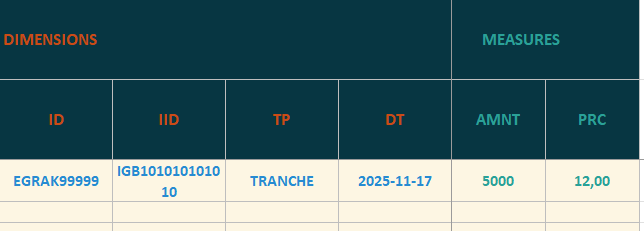 DIMENSIONS MEASURES
ID IID TP DT AMNT PRC
EGRAK99999 IGB1010101010 TRANCHE 2025-11-17 5000 12,00
10